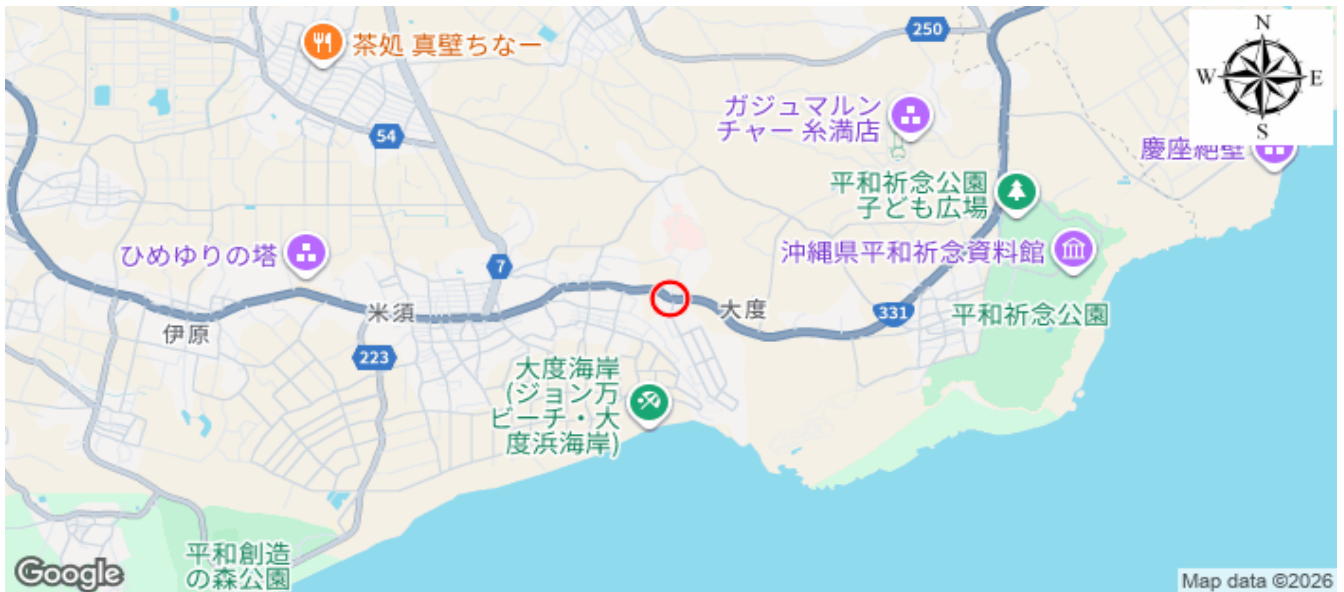 250
N
W
E
S
茶処 真壁ちなー
ガジュマルン
チャー 糸満店
54
慶座絶壁
平和祈念公園
子ども広場
ひめゆりの塔
沖縄県平和祈念資料館
7
米須
大度
331
平和祈念公園
伊原
223
大度海岸
(ジョン万
ビーチ・大
度浜海岸)
平和創造
の森公園
Google
Map data ©2026